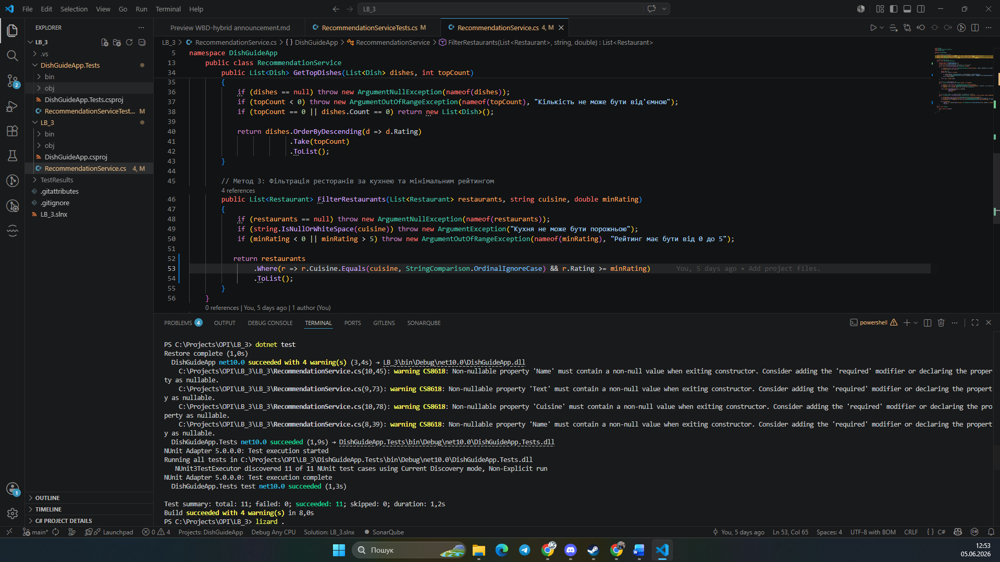 File Edit Selection View Go Run Terminal Help
LB_3
EXPLORER
LB_3
.vs
DishGuideApp.Tests
bin
obj
DishGuideApp.Tests.csproj
RecommendationServiceTest... M
LB_3
bin
obj
DishGuideApp.csproj
RecommendationService.cs 4, M
TestResults
.gitattributes
.gitignore
LB_3.slnx
OUTLINE
TIMELINE
C# PROJECT DETAILS
Preview WBD-hybrid announcement.md
RecommendationServiceTests.cs M
RecommendationService.cs 4, M
LB_3 > RecommendationService.cs > { } DishGuideApp > RecommendationService > FilterRestaurants(List<Restaurant>, string, double) : List<Restaurant>
5 namespace DishGuideApp
13 public class RecommendationService
34 public List<Dish> GetTopDishes(List<Dish> dishes, int topCount)
35 {
36 if (dishes == null) throw new ArgumentNullException(nameof(dishes));
37 if (topCount < 0) throw new ArgumentOutOfRangeException(nameof(topCount), "Кількість не може бути від'ємною");
38 if (topCount == 0 || dishes.Count == 0) return new List<Dish>();
39
40 return dishes.OrderByDescending(d => d.Rating)
41 .Take(topCount)
42 .ToList();
43 }
44
45 // Метод 3: Фільтрація ресторанів за кухнею та мінімальним рейтингом
4 references
46 public List<Restaurant> FilterRestaurants(List<Restaurant> restaurants, string cuisine, double minRating)
47 {
48 if (restaurants == null) throw new ArgumentNullException(nameof(restaurants));
49 if (string.IsNullOrWhiteSpace(cuisine)) throw new ArgumentException("Кухня не може бути порожньою");
50 if (minRating < 0 || minRating > 5) throw new ArgumentOutOfRangeException(nameof(minRating), "Рейтинг має бути від 0 до 5");
51
52 return restaurants
53 .Where(r => r.Cuisine.Equals(cuisine, StringComparison.OrdinalIgnoreCase) && r.Rating >= minRating) You, 5 days ago • Add project files.
54 .ToList();
55 }
56 }
0 references | You, 5 days ago | 1 author (You)
PROBLEMS 4 OUTPUT DEBUG CONSOLE TERMINAL PORTS GITLENS SONARQUBE
powershell
PS C:\Projects\OPI\LB_3> dotnet test
Restore complete (1,0s)
DishGuideApp net10.0 succeeded with 4 warning(s) (3,4s) → LB_3\bin\Debug\net10.0\DishGuideApp.dll
C:\Projects\OPI\LB_3\LB_3\RecommendationService.cs(10,45): warning CS8618: Non-nullable property 'Name' must contain a non-null value when exiting constructor. Consider adding the 'required' modifier or declaring the proper
ty as nullable.
C:\Projects\OPI\LB_3\LB_3\RecommendationService.cs(9,73): warning CS8618: Non-nullable property 'Text' must contain a non-null value when exiting constructor. Consider adding the 'required' modifier or declaring the propert
y as nullable.
C:\Projects\OPI\LB_3\LB_3\RecommendationService.cs(10,78): warning CS8618: Non-nullable property 'Cuisine' must contain a non-null value when exiting constructor. Consider adding the 'required' modifier or declaring the pro
perty as nullable.
C:\Projects\OPI\LB_3\LB_3\RecommendationService.cs(8,39): warning CS8618: Non-nullable property 'Name' must contain a non-null value when exiting constructor. Consider adding the 'required' modifier or declaring the propert
y as nullable.
DishGuideApp.Tests net10.0 succeeded (1,9s) → DishGuideApp.Tests\bin\Debug\net10.0\DishGuideApp.Tests.dll
NUnit Adapter 5.0.0.0: Test execution started
Running all tests in C:\Projects\OPI\LB_3\DishGuideApp.Tests\bin\Debug\net10.0\DishGuideApp.Tests.dll
NUnit3TestExecutor discovered 11 of 11 NUnit test cases using Current Discovery mode, Non-Explicit run
NUnit Adapter 5.0.0.0: Test execution complete
DishGuideApp.Tests test net10.0 succeeded (1,3s)
Test summary: total: 11; failed: 0; succeeded: 11; skipped: 0; duration: 1,2s
Build succeeded with 4 warning(s) in 8,0s
PS C:\Projects\OPI\LB_3> lizard .
2
1
main* Launchpad 0 4 Projects: DishGuideApp Debug Any CPU Solution: LB_3.slnx SonarQube You, 5 days ago Ln 53, Col 65 Spaces: 4 UTF-8 with BOM CRLF { } C#
Пошук
12:53
05.06.2026